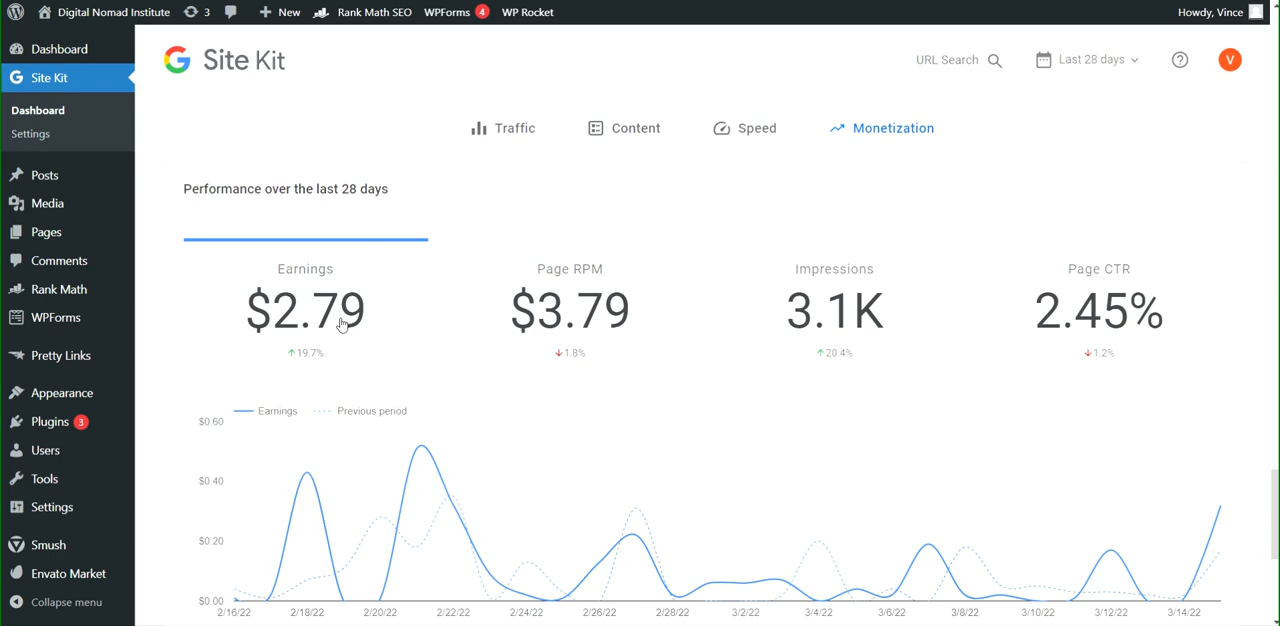 Digital Nomad Institute 3 New Rank Math SEO WPForms 4 WP Rocket Howdy, Vince
Dashboard
Site Kit
Dashboard
Settings
Posts
Media
Pages
Comments
Rank Math
WPForms
Pretty Links
Appearance
Plugins 3
Users
Tools
Settings
Smush
Envato Market
Collapse menu
G Site Kit URL Search Last 28 days ? V
Traffic Content Speed Monetization
Performance over the last 28 days
Earnings Page RPM Impressions Page CTR
$2.79 $3.79 3.1K 2.45%
↑19.7% ↓1.8% ↑20.4% ↓1.2%
Earnings Previous period
$0.60
$0.40
$0.20
$0.00
2/16/22 2/18/22 2/20/22 2/22/22 2/24/22 2/26/22 2/28/22 3/2/22 3/4/22 3/6/22 3/8/22 3/10/22 3/12/22 3/14/22